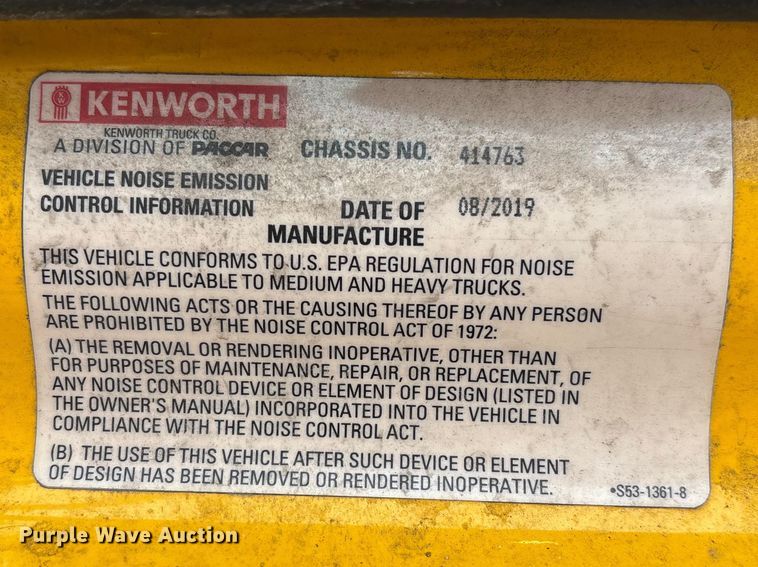 KENWORTH
KENWORTH TRUCK CO.
A DIVISION OF PACCAR CHASSIS NO. 414763
VEHICLE NOISE EMISSION
CONTROL INFORMATION DATE OF 08/2019
MANUFACTURE
THIS VEHICLE CONFORMS TO U.S. EPA REGULATION FOR NOISE
EMISSION APPLICABLE TO MEDIUM AND HEAVY TRUCKS.
THE FOLLOWING ACTS OR THE CAUSING THEREOF BY ANY PERSON
ARE PROHIBITED BY THE NOISE CONTROL ACT OF 1972:
(A) THE REMOVAL OR RENDERING INOPERATIVE, OTHER THAN
FOR PURPOSES OF MAINTENANCE, REPAIR, OR REPLACEMENT, OF
ANY NOISE CONTROL DEVICE OR ELEMENT OF DESIGN (LISTED IN
THE OWNER'S MANUAL) INCORPORATED INTO THE VEHICLE IN
COMPLIANCE WITH THE NOISE CONTROL ACT.
(B) THE USE OF THIS VEHICLE AFTER SUCH DEVICE OR ELEMENT
OF DESIGN HAS BEEN REMOVED OR RENDERED INOPERATIVE.
•S53-1361-8
Purple Wave Auction